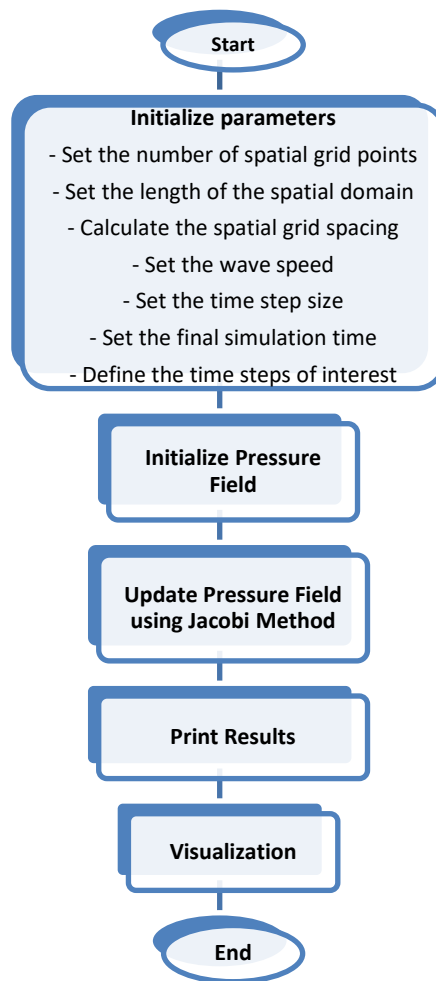 Start
Initialize parameters
- Set the number of spatial grid points
- Set the length of the spatial domain
- Calculate the spatial grid spacing
- Set the wave speed
- Set the time step size
- Set the final simulation time
- Define the time steps of interest
Initialize Pressure
Field
Update Pressure Field
using Jacobi Method
Print Results
Visualization
End